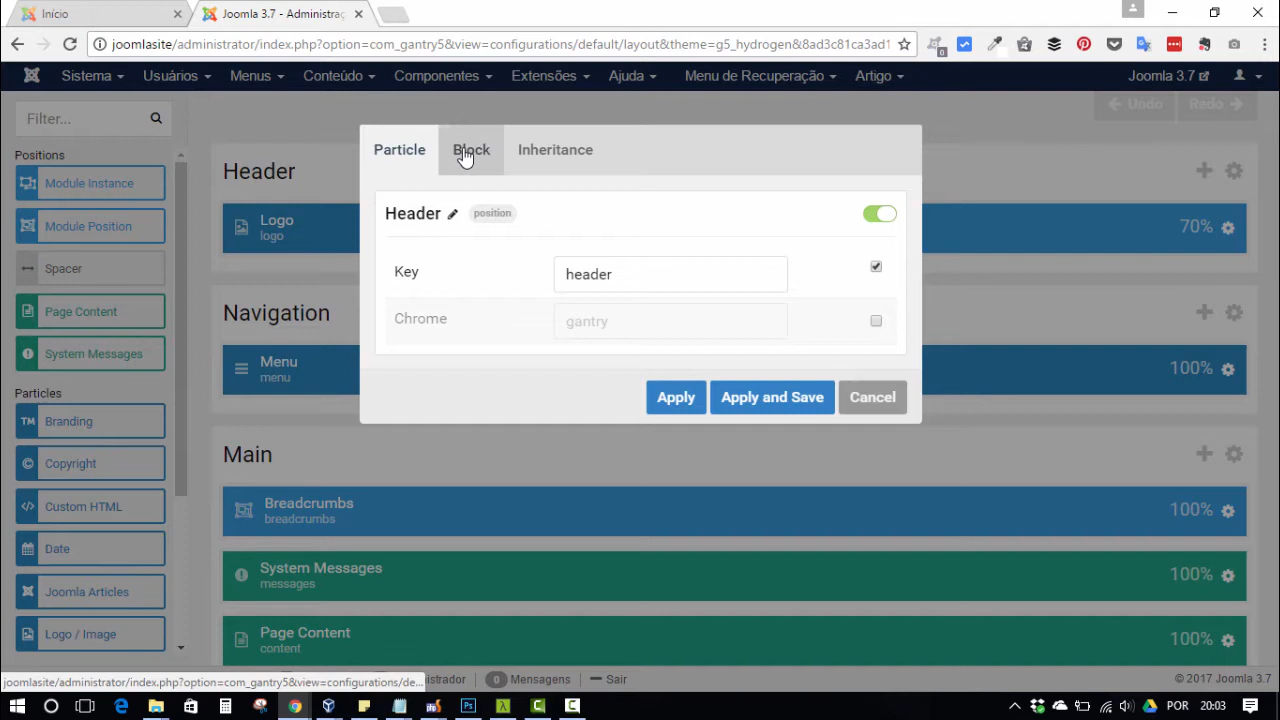 Início
Joomla 3.7 - Administraç
joomlasite/administrator/index.php?option=com_gantry5&view=configurations/default/layout&theme=g5_hydrogen&8ad3c81ca3ad1
0
Sistema
Usuários
Menus
Conteúdo
Componentes
Extensões
Ajuda
Menu de Recuperação
Artigo
Joomla 3.7
Filter...
Undo
Redo
Positions
Module Instance
Module Position
Spacer
Page Content
System Messages
Particles
TM Branding
Copyright
Custom HTML
Date
Joomla Articles
Logo / Image
Header
Logo
logo
70%
Navigation
Menu
menu
100%
Main
Breadcrumbs
breadcrumbs
100%
System Messages
messages
100%
Page Content
content
100%
Particle
Block
Inheritance
Header
position
Key
header
Chrome
gantry
Apply
Apply and Save
Cancel
joomlasite/administrator/index.php?option=com_gantry5&view=configurations/de...
0 Mensagens
Sair
© 2017 Joomla 3.7
POR
20:03